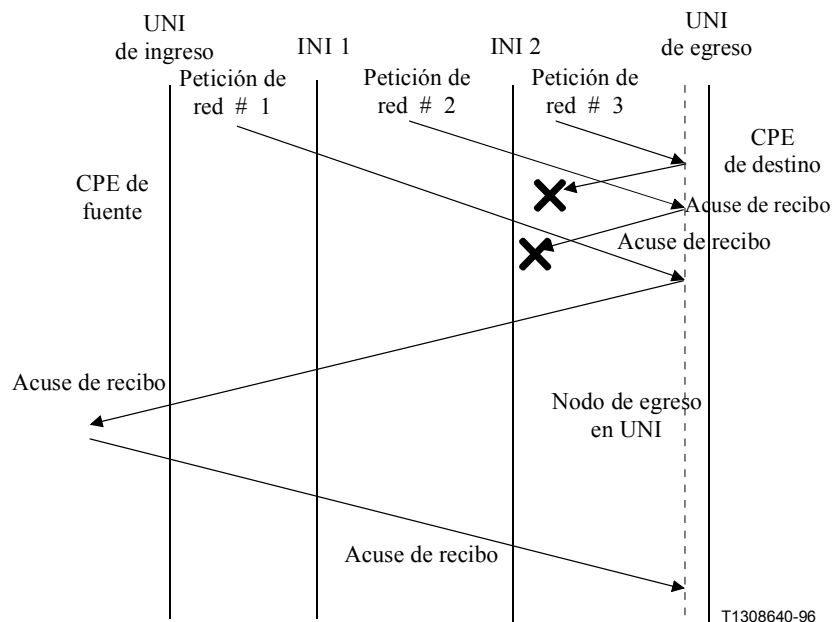 UNI
de ingreso
INI 1
INI 2
UNI
de egreso
Petición de
red # 1
Petición de
red # 2
Petición de
red # 3
CPE
de destino
CPE de
fuente
Acuse de recibo
Acuse de recibo
Acuse de recibo
Nodo de egreso
en UNI
Acuse de recibo
T1308640-96